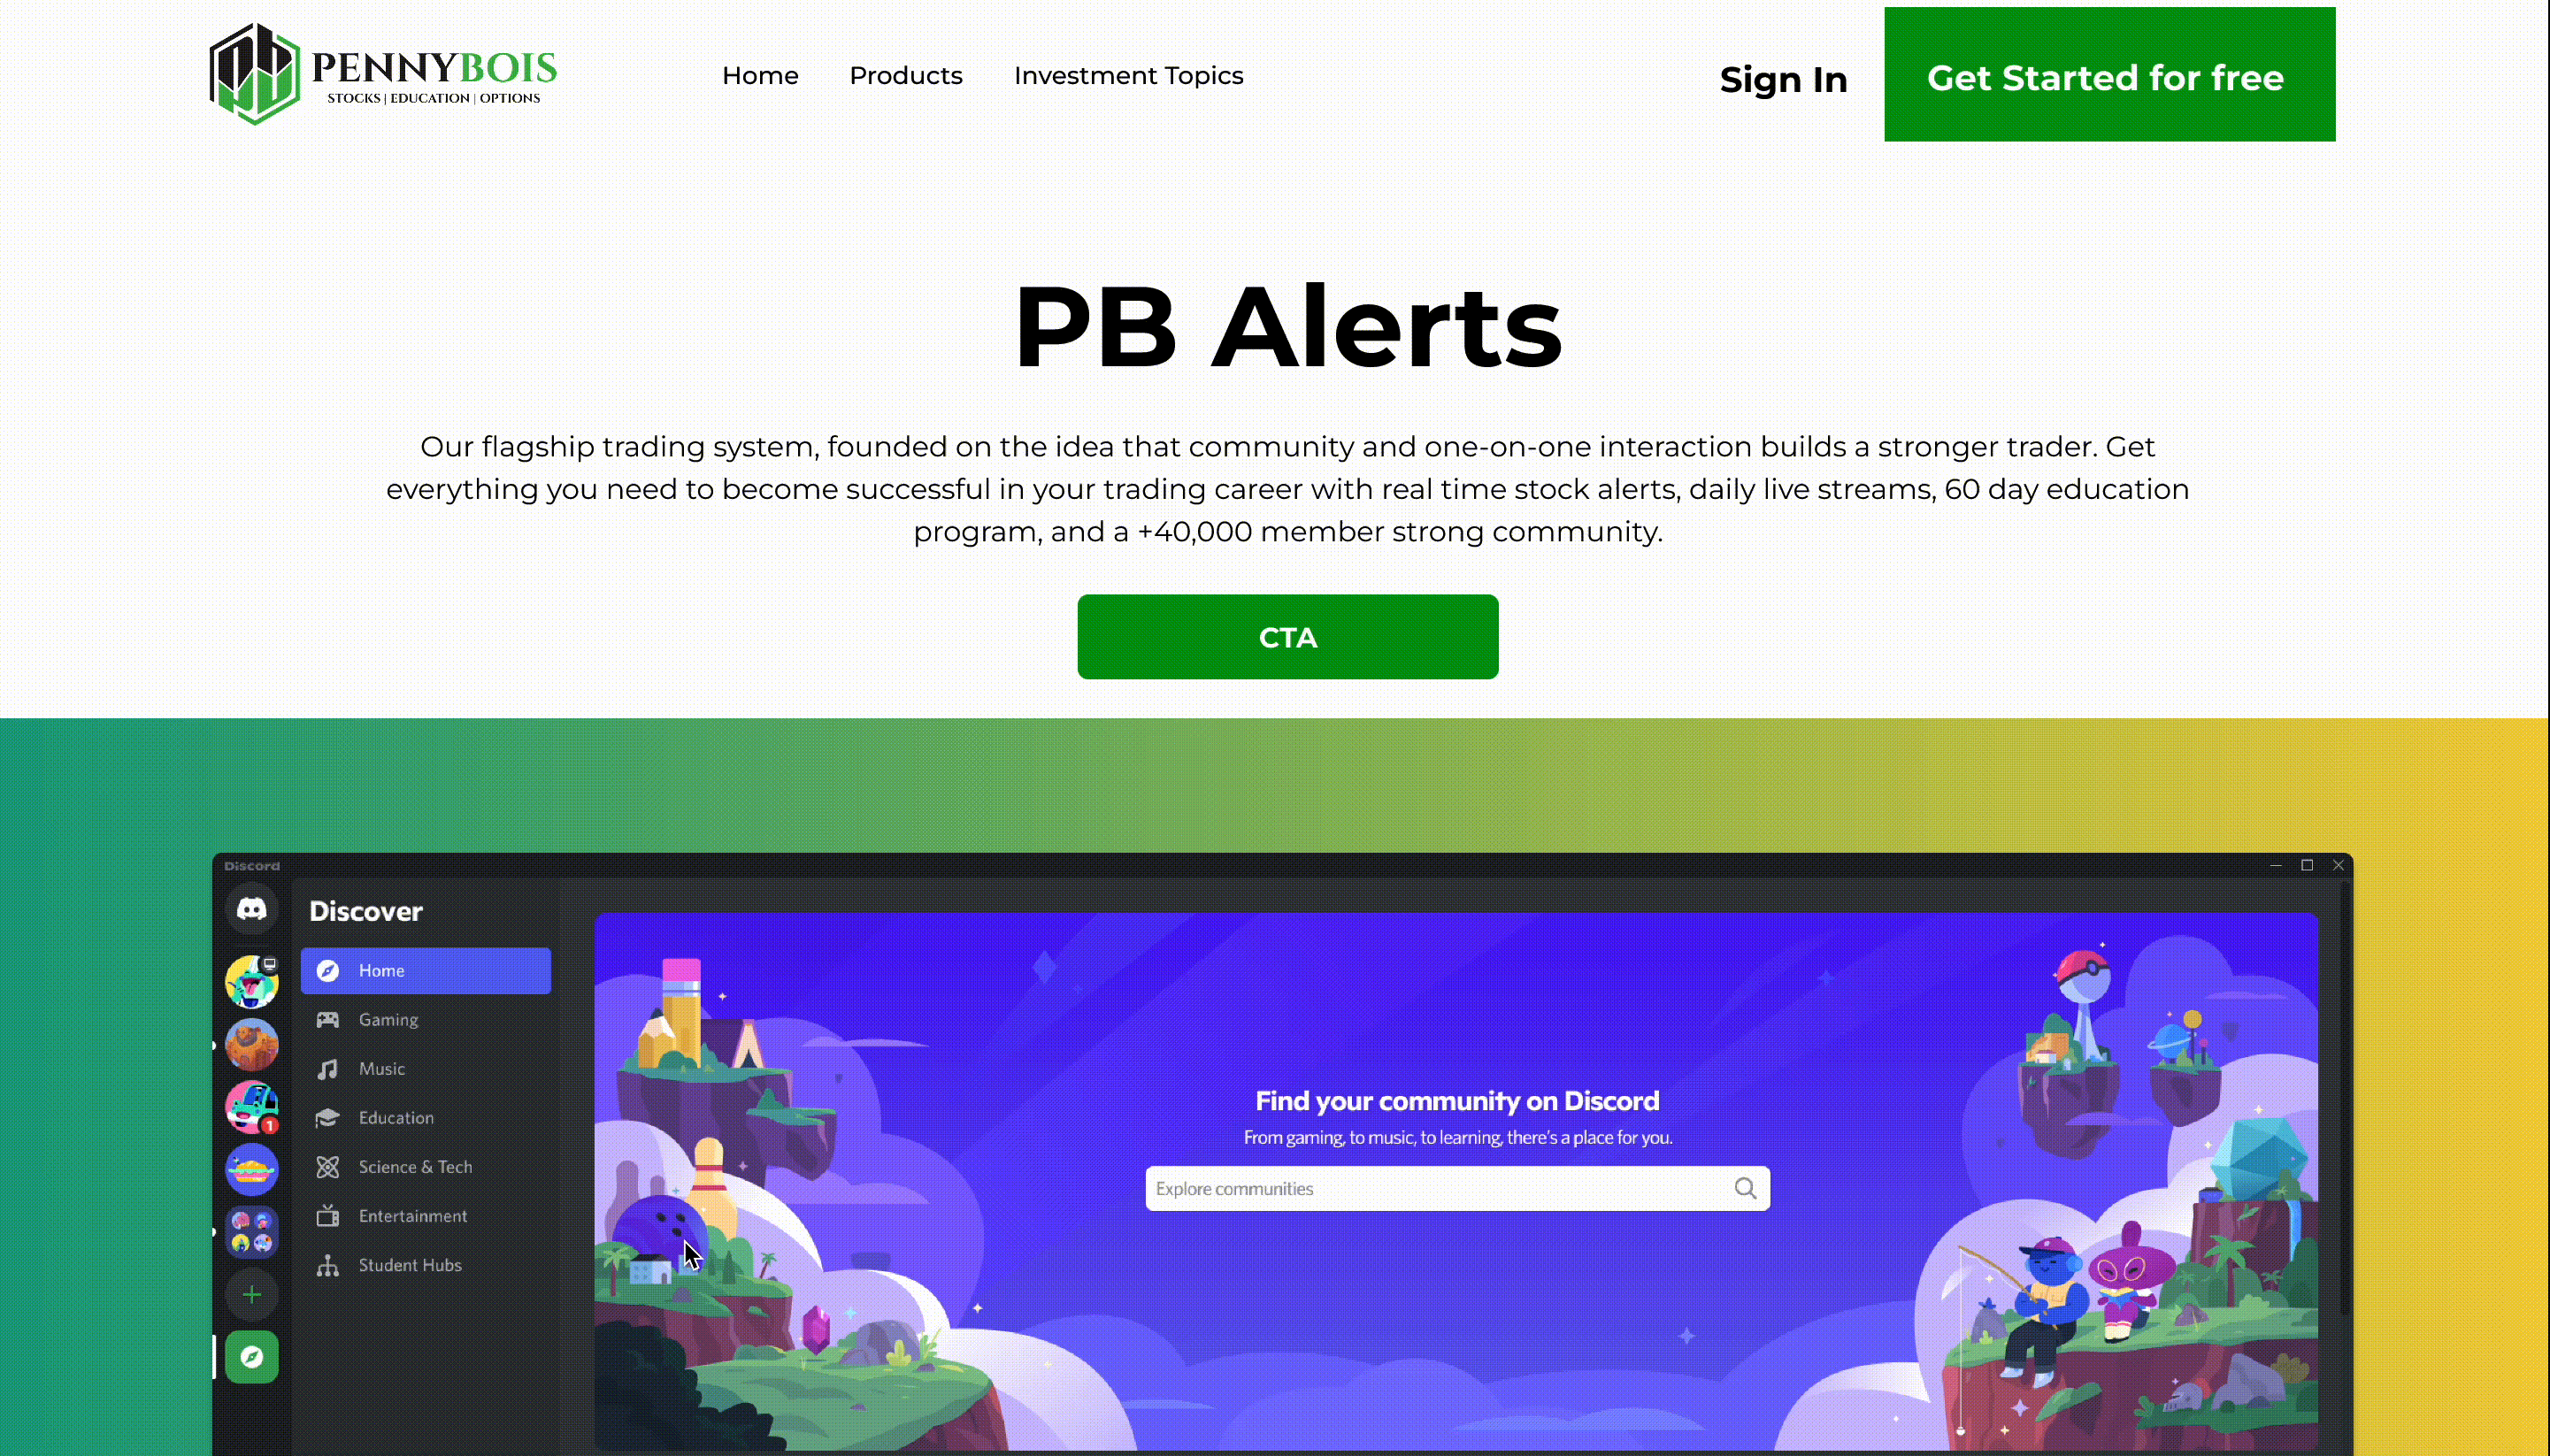 PENNYBOIS
STOCKS | EDUCATION | OPTIONS
Home
Products
Investment Topics
Sign In
Get Started for free
PB Alerts
Our flagship trading system, founded on the idea that community and one-on-one interaction builds a stronger trader. Get
everything you need to become successful in your trading career with real time stock alerts, daily live streams, 60 day education
program, and a +40,000 member strong community.
CTA
Discord
Discover
Home
Gaming
Music
Education
Science & Tech
Entertainment
Student Hubs
1
Find your community on Discord
From gaming, to music, to learning, there's a place for you.
Explore communities